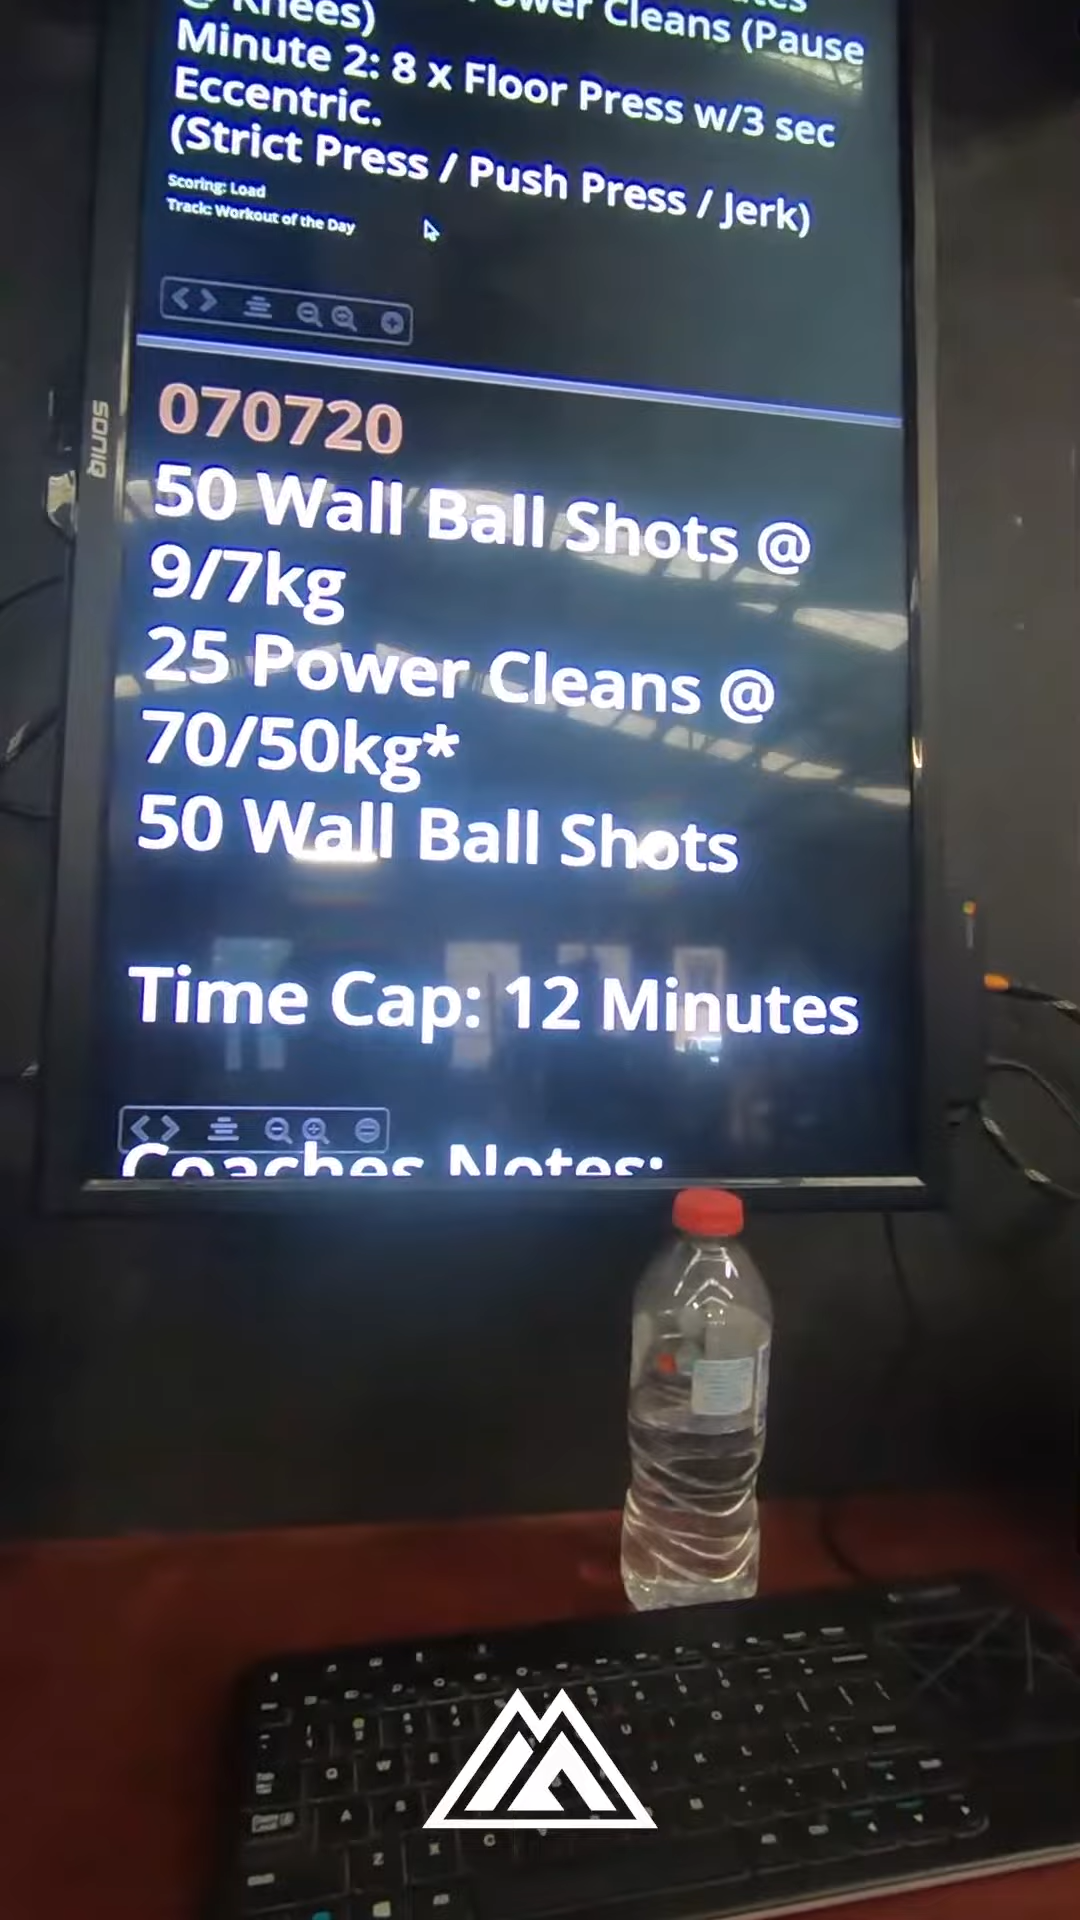 Power Cleans (Pause
@ Knees)
Minute 2: 8 x Floor Press w/3 sec
Eccentric.
(Strict Press / Push Press / Jerk)
Scoring: Load
Track: Workout of the Day
soniq
070720
50 Wall Ball Shots @
9/7kg
25 Power Cleans @
70/50kg*
50 Wall Ball Shots
Time Cap: 12 Minutes
Coaches Notes: